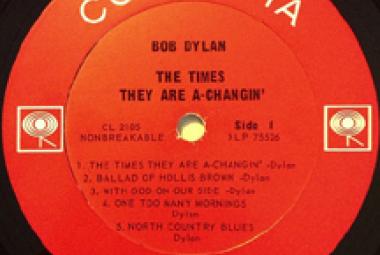 COLUMBIA
BOB DYLAN
THE TIMES
THEY ARE A-CHANGIN'
CL 2105
NONBREAKABLE
Side 1
XLP 75526
1. THE TIMES THEY ARE A-CHANGIN' -Dylan
2. BALLAD OF HOLLIS BROWN -Dylan
3. WITH GOD ON OUR SIDE -Dylan
4. ONE TOO MANY MORNINGS
Dylan
5. NORTH COUNTRY BLUES
Dylan